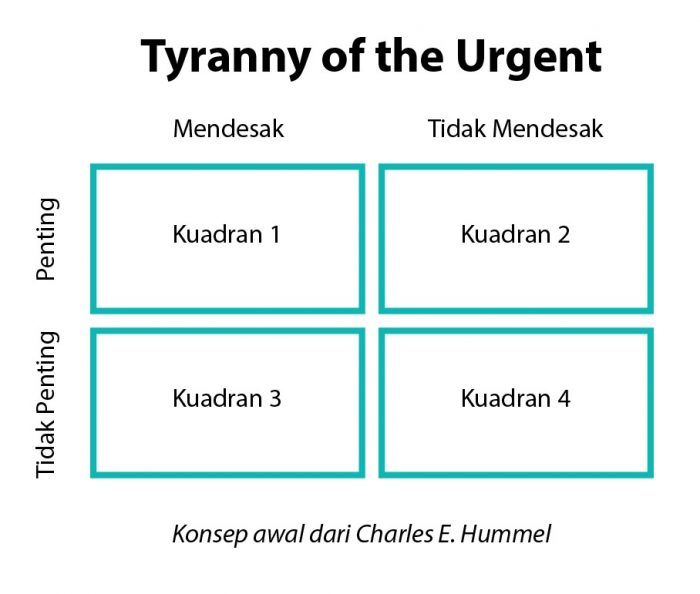 Tyranny of the Urgent
Mendesak
Tidak Mendesak
Penting
Kuadran 1
Kuadran 2
Tidak Penting
Kuadran 3
Kuadran 4
Konsep awal dari Charles E. Hummel